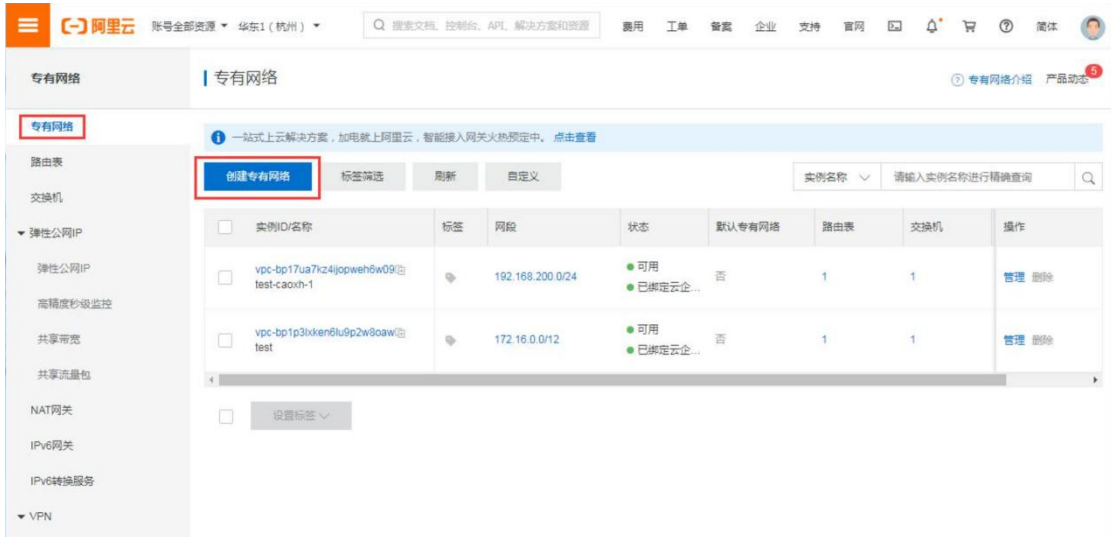 阿里云 账号全部资源 华东1（杭州） 搜索文档、控制台、API、解决方案和资源 费用 工单 备案 企业 支持 官网 简体
专有网络
专有网络
专有网络介绍 产品动态 5
专有网络
一站式上云解决方案，加电就上阿里云，智能接入网关火热预定中。 点击查看
路由表
创建专有网络 标签筛选 刷新 自定义 实例名称 请输入实例名称进行精确查询
交换机
弹性公网IP
实例ID/名称 标签 网段 状态 默认专有网络 路由表 交换机 操作
弹性公网IP
vpc-bp17ua7kz4ijopweh6w09
test-caoxh-1
192.168.200.0/24
可用
已绑定云企...
否 1 1 管理 删除
高精度秒级监控
共享带宽
vpc-bp1p3lxken6lu9p2w8oaw
test
172.16.0.0/12
可用
已绑定云企...
否 1 1 管理 删除
共享流量包
NAT网关
设置标签
IPv6网关
IPv6转换服务
VPN